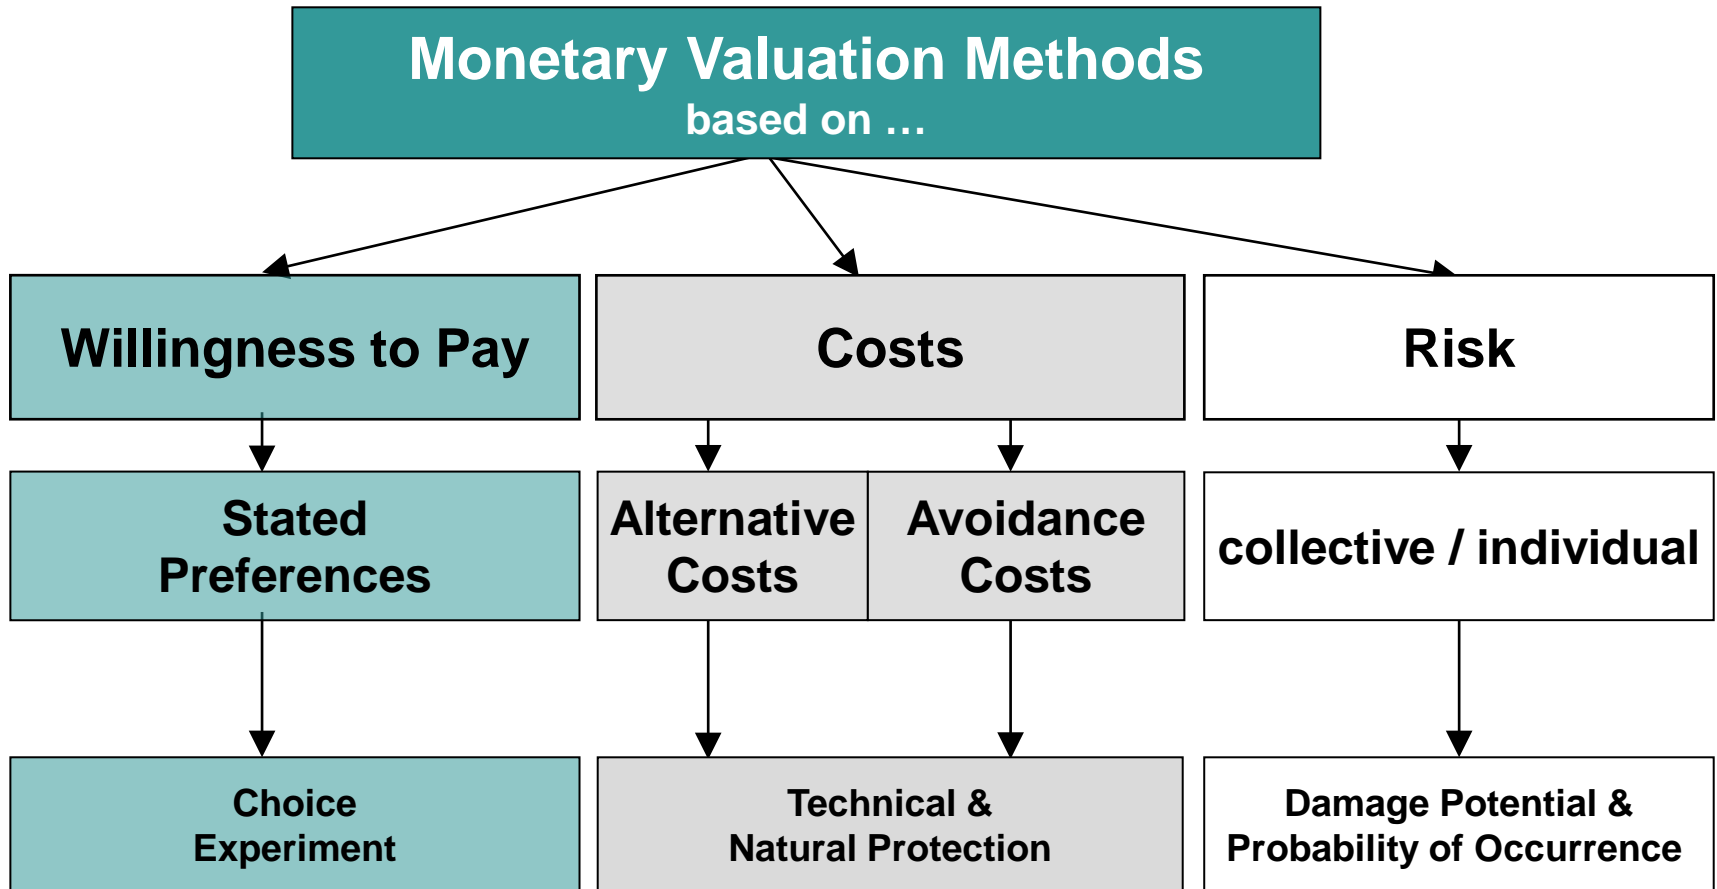 Monetary Valuation Methods
based on …
Willingness to Pay
Costs
Risk
Stated
Preferences
Alternative
Costs
Avoidance
Costs
collective / individual
Choice
Experiment
Technical &
Natural Protection
Damage Potential &
Probability of Occurrence